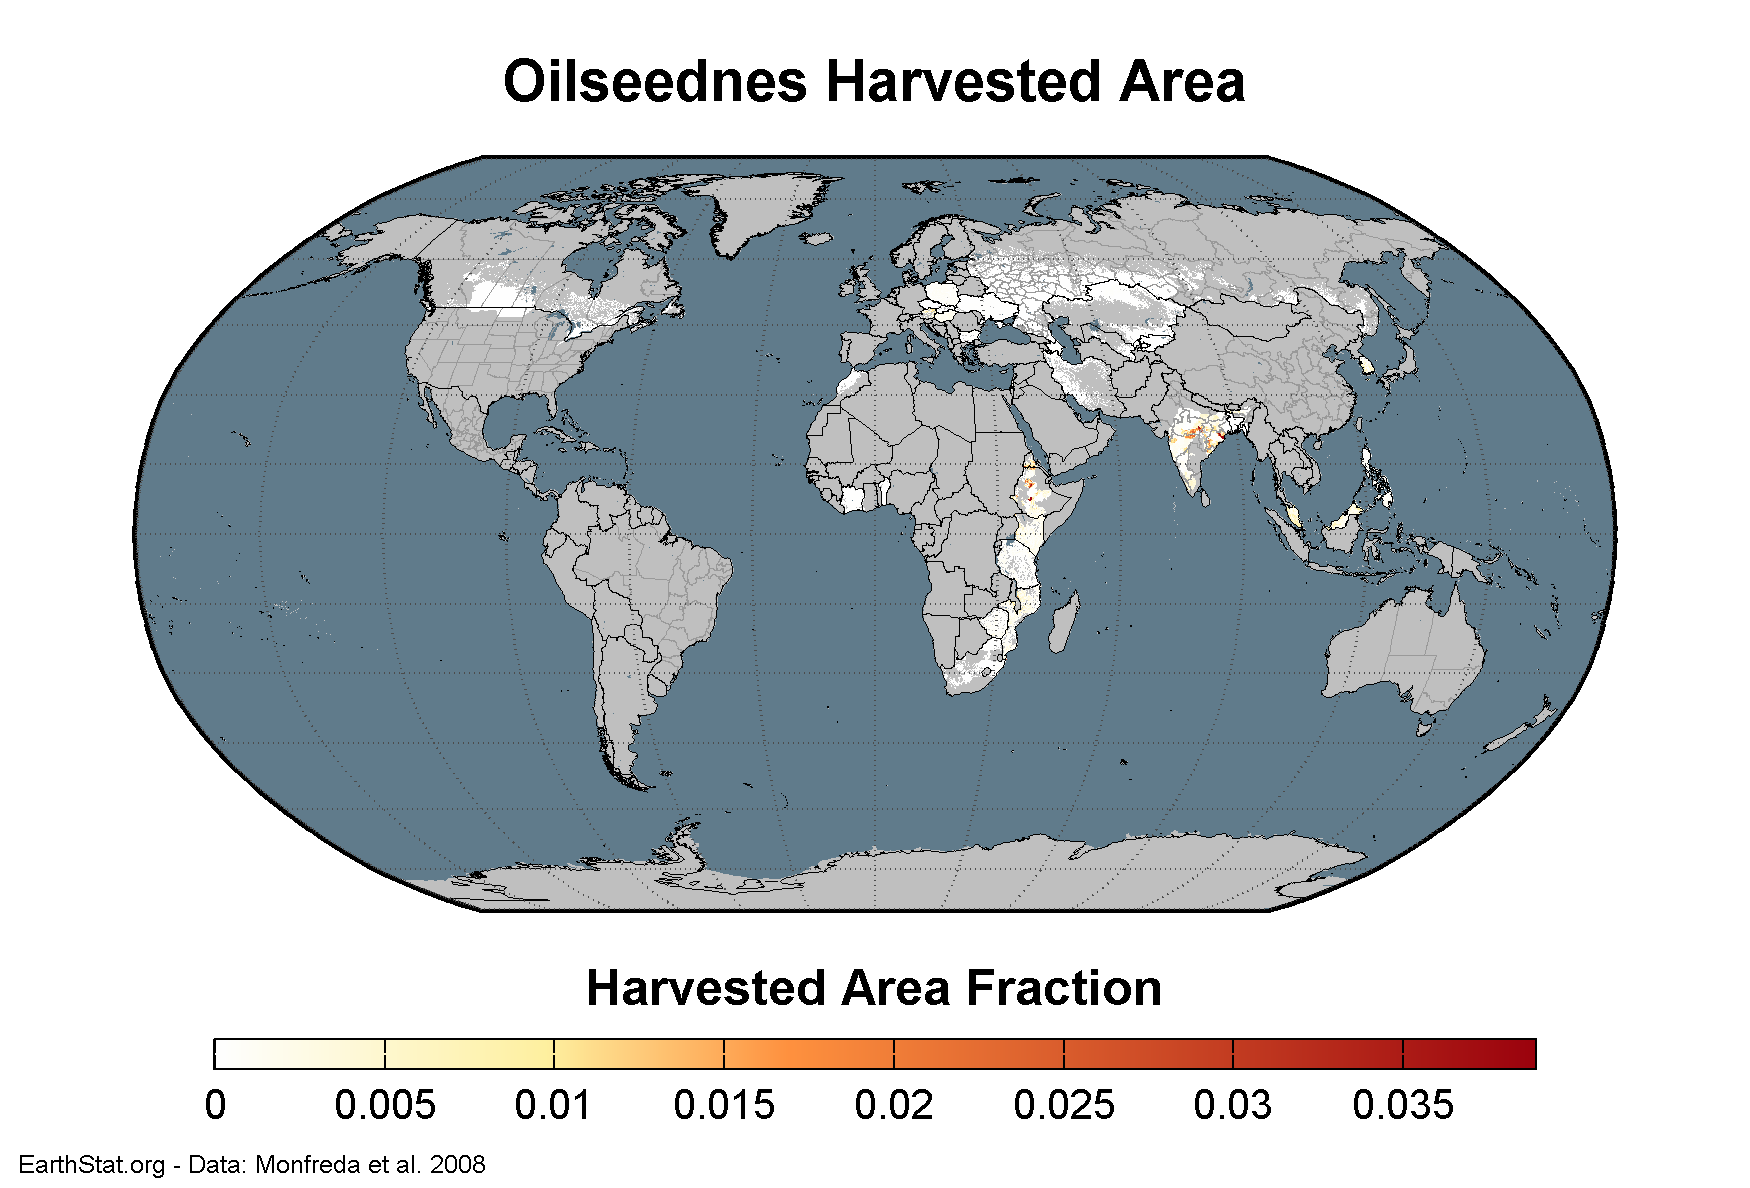 Oilseednes Harvested Area
Harvested Area Fraction
0 0.005 0.01 0.015 0.02 0.025 0.03 0.035
EarthStat.org - Data: Monfreda et al. 2008